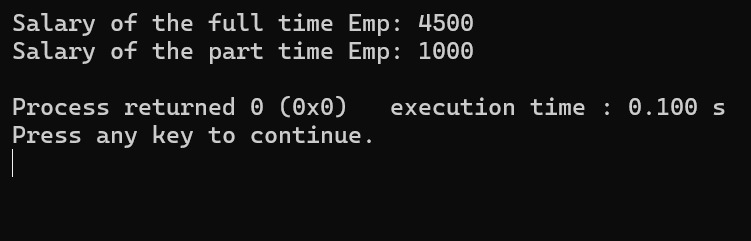 Salary of the full time Emp: 4500
Salary of the part time Emp: 1000
Process returned 0 (0x0)   execution time : 0.100 s
Press any key to continue.